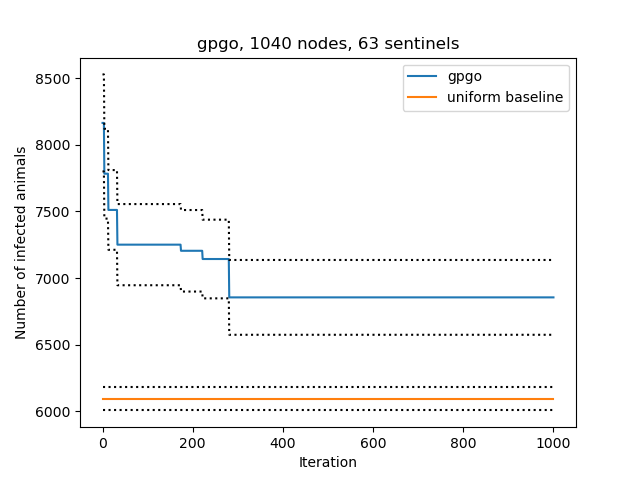 gpgo, 1040 nodes, 63 sentinels
gpgo
uniform baseline
Number of infected animals
8500
8000
7500
7000
6500
6000
0 200 400 600 800 1000
Iteration